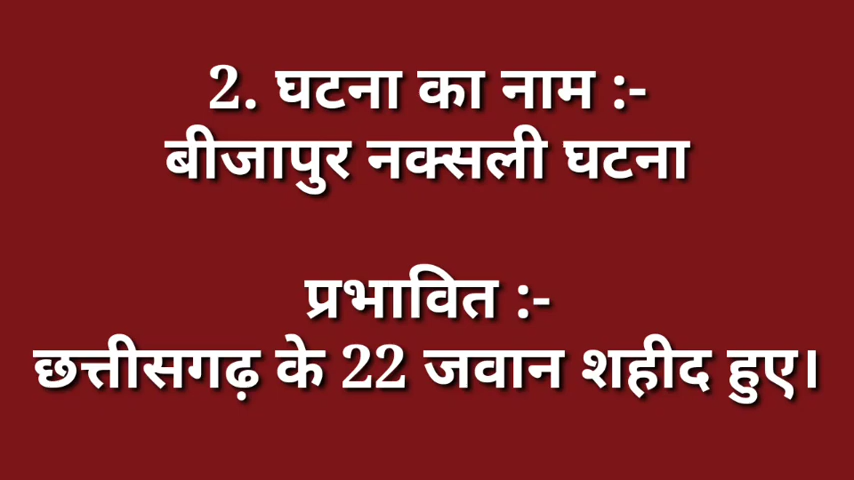 2. घटना का नाम :-
बीजापुर नक्सली घटना
प्रभावित :-
छत्तीसगढ़ के 22 जवान शहीद हुए।